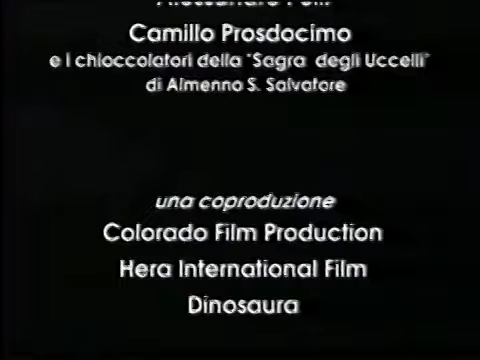 Camillo Prosdocimo
e i chioccolatori della "Sagra degli Uccelli"
di Almenno S. Salvatore
una coproduzione
Colorado Film Production
Hera International Film
Dinosaura